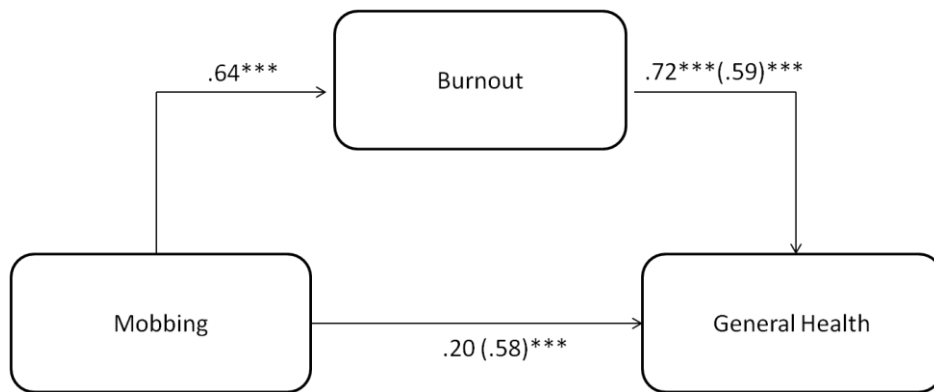 .64***
Burnout
.72***(.59)***
Mobbing
.20 (.58)***
General Health